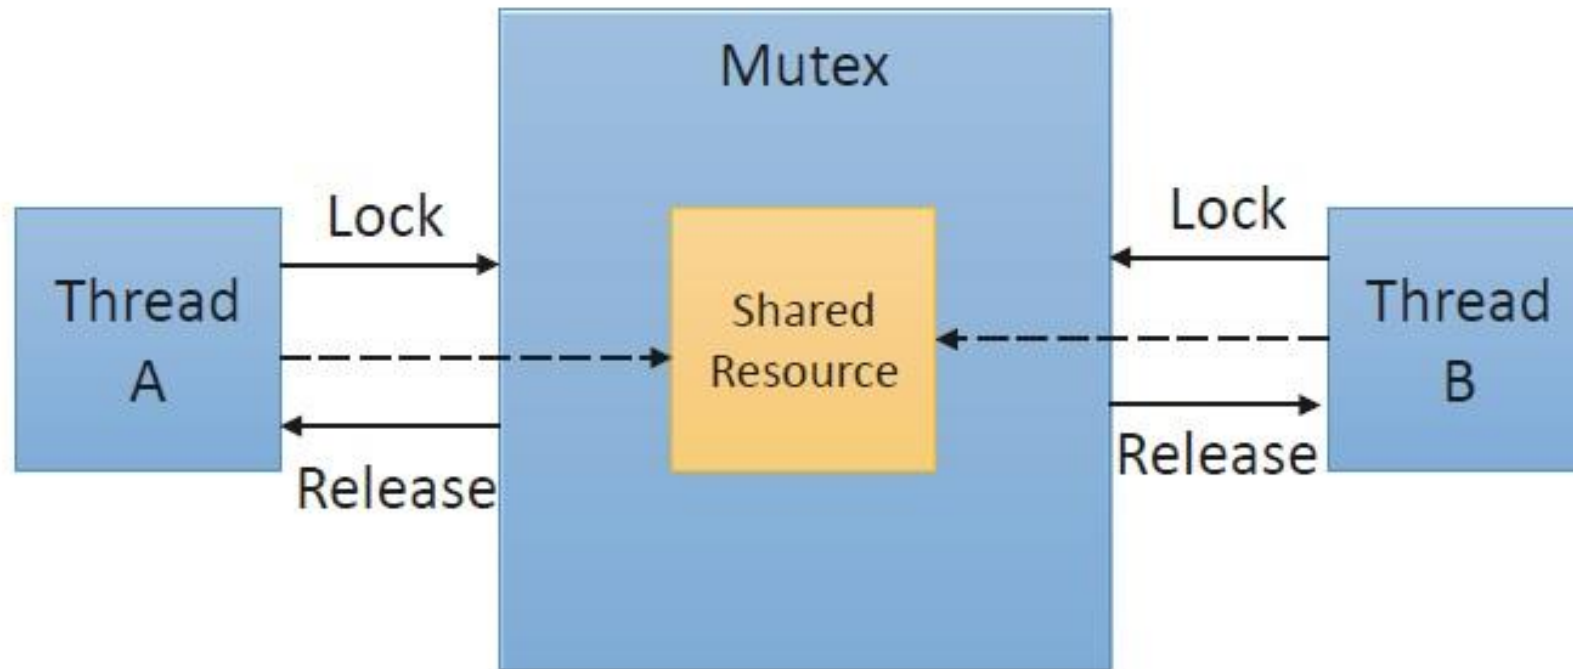 Mutex
Lock
Thread
A
Release
Shared
Resource
Lock
Thread
B
Release